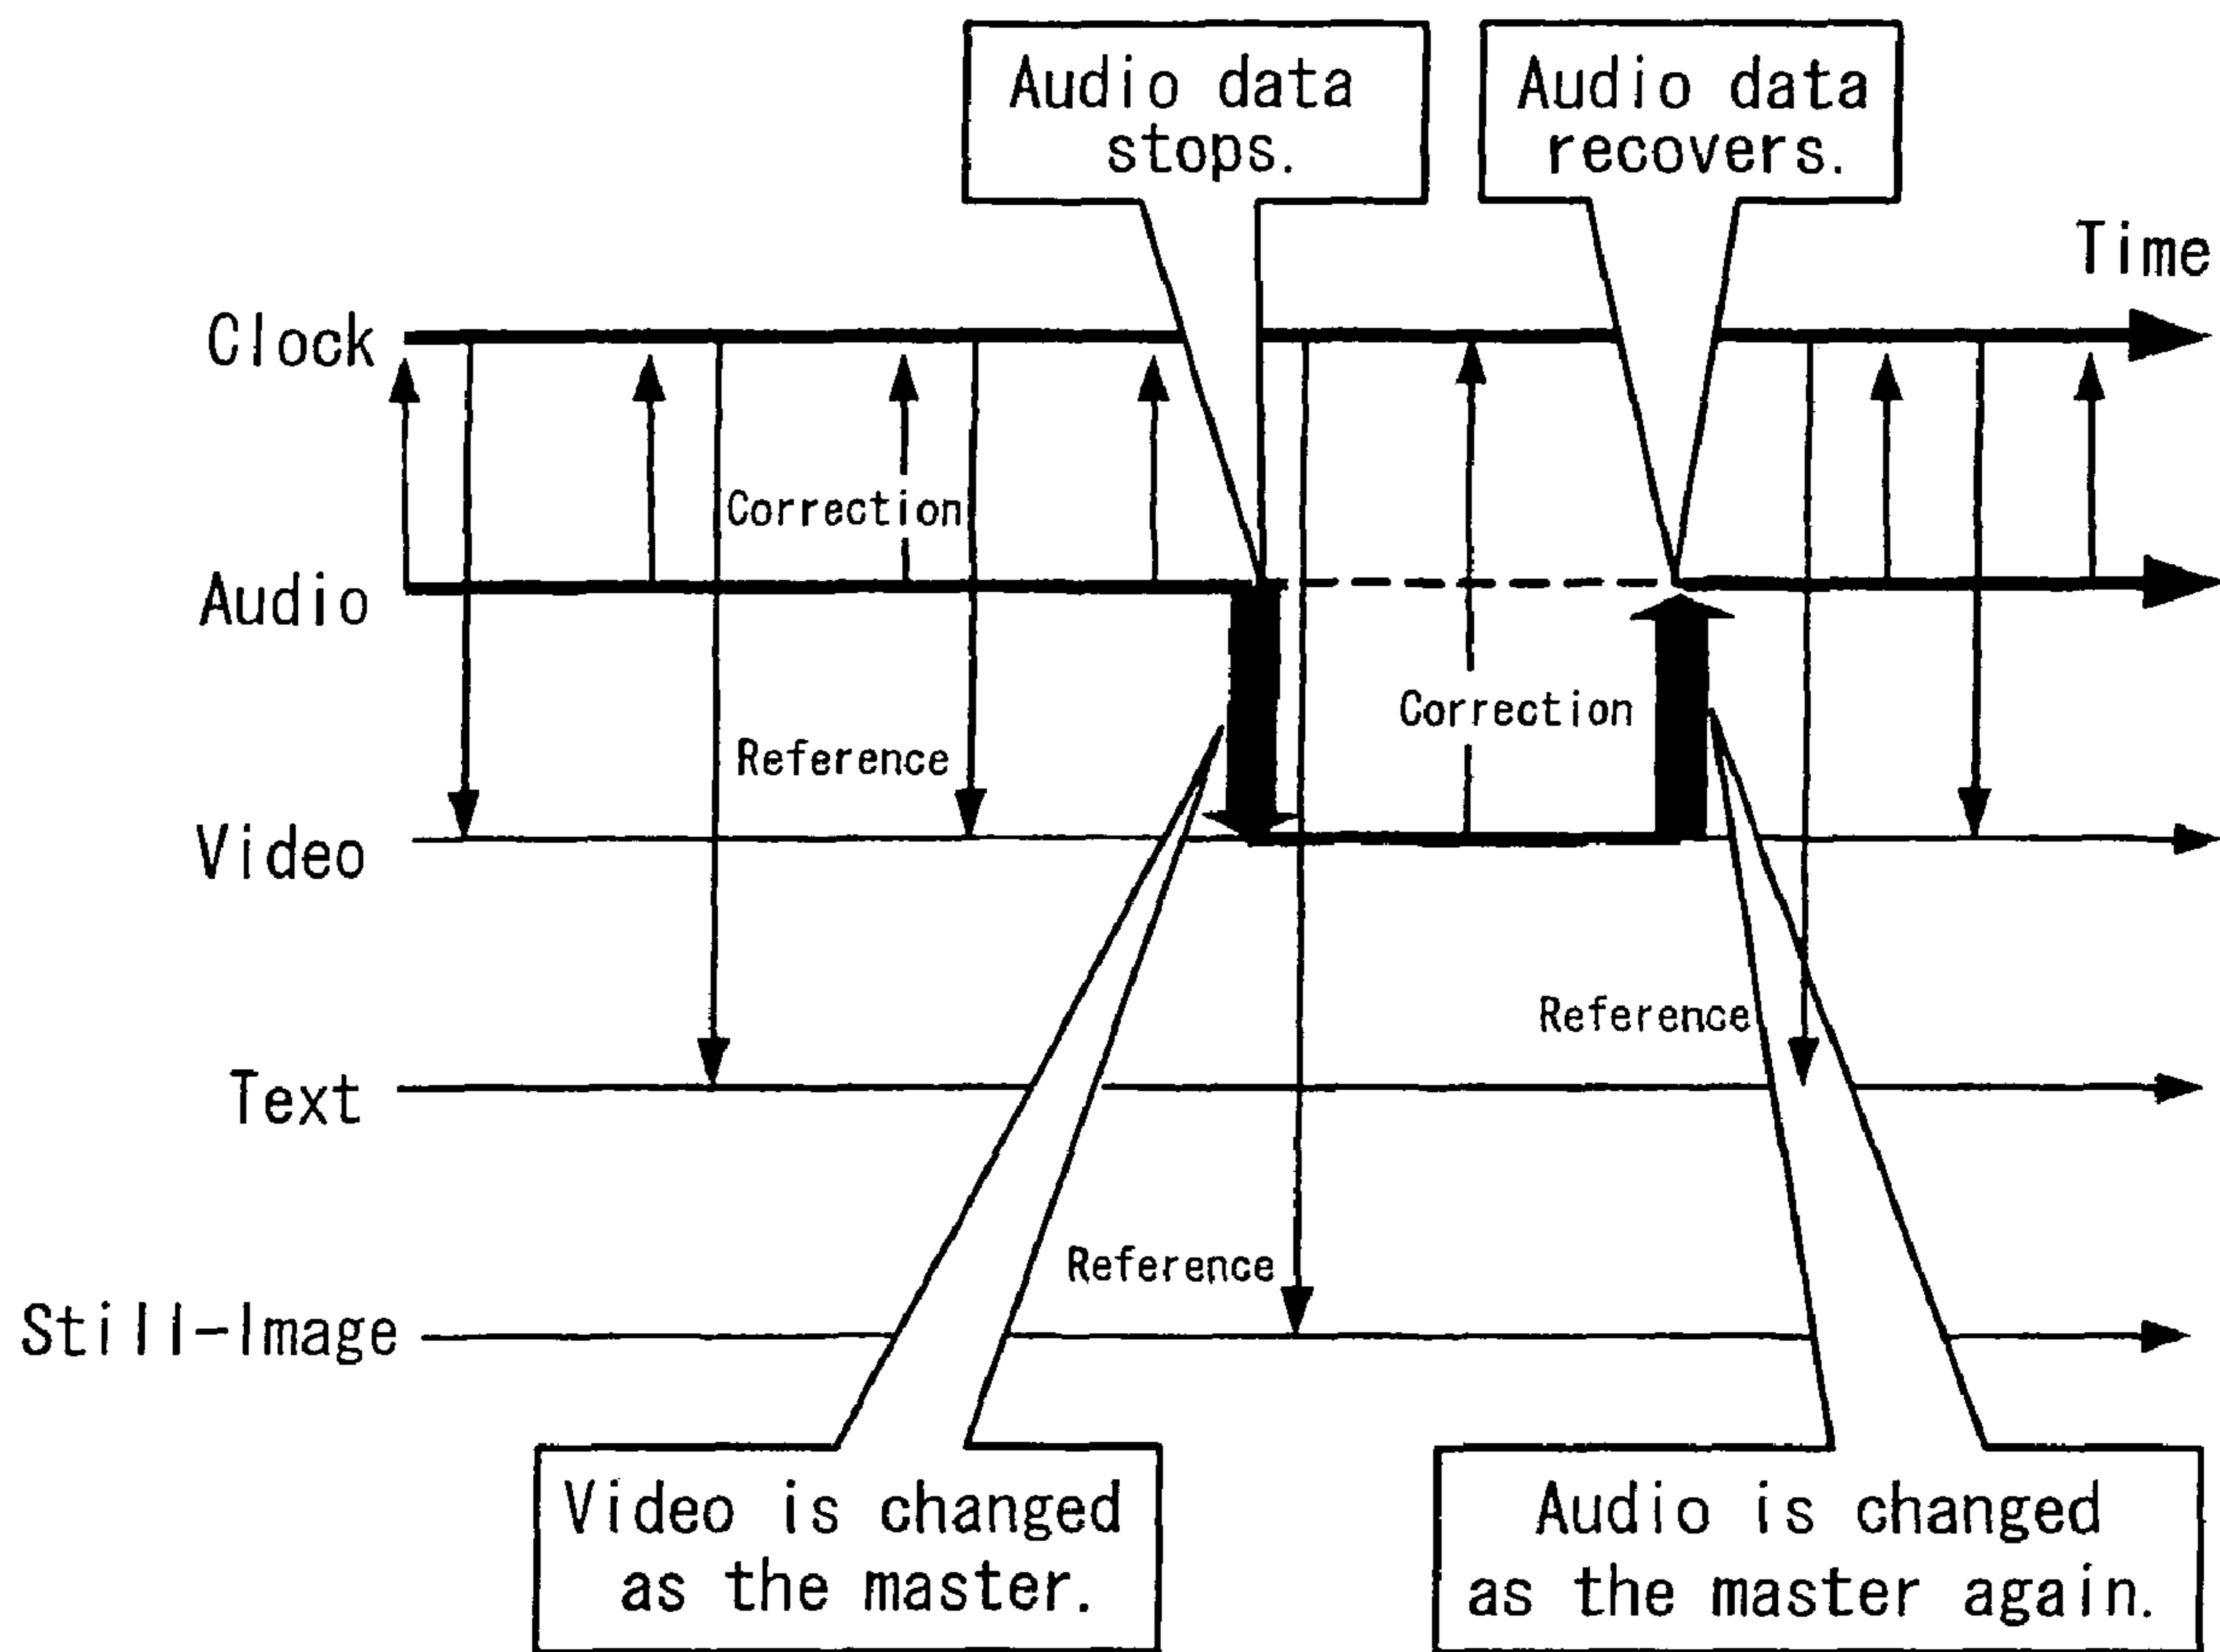 Audio data
stops.
Audio data
recovers.
Time
Clock
Correction
Audio
Correction
Reference
Video
Reference
Text
Reference
Still-Image
Video is changed
as the master.
Audio is changed
as the master again.